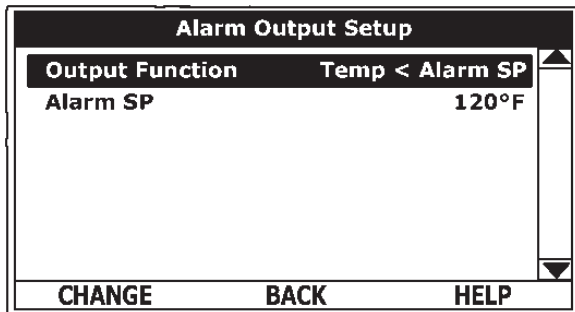 Alarm Output Setup
Output Function Temp < Alarm SP
Alarm SP 120°F
CHANGE BACK HELP